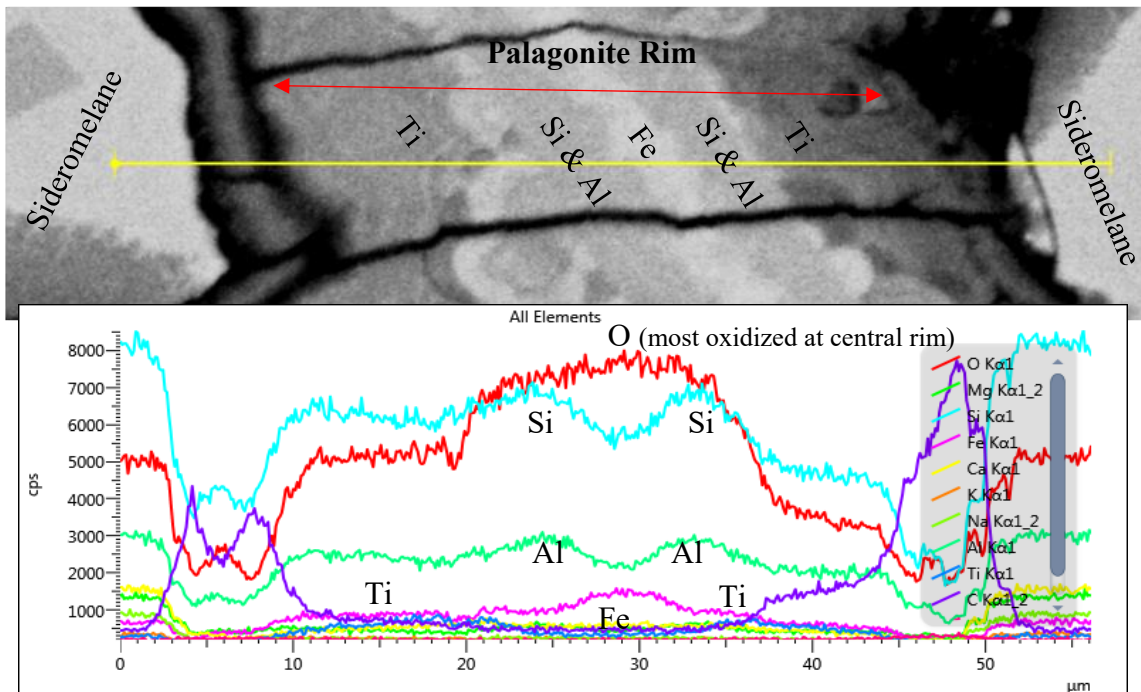 Palagonite Rim
Sideromelane
Ti
Si & Al
Fe
Si & Al
Ti
Sideromelane
All Elements
O (most oxidized at central rim)
8000
7000
6000
5000
4000
3000
2000
1000
cps
Si
Si
Al
Al
Ti
Fe
Ti
O Kα1
Mg Kα1_2
Si Kα1
Fe Kα1
Ca Kα1
K Kα1
Na Kα1_2
Al Kα1
Ti Kα1
C Kα1_2
0
10
20
30
40
50
μm